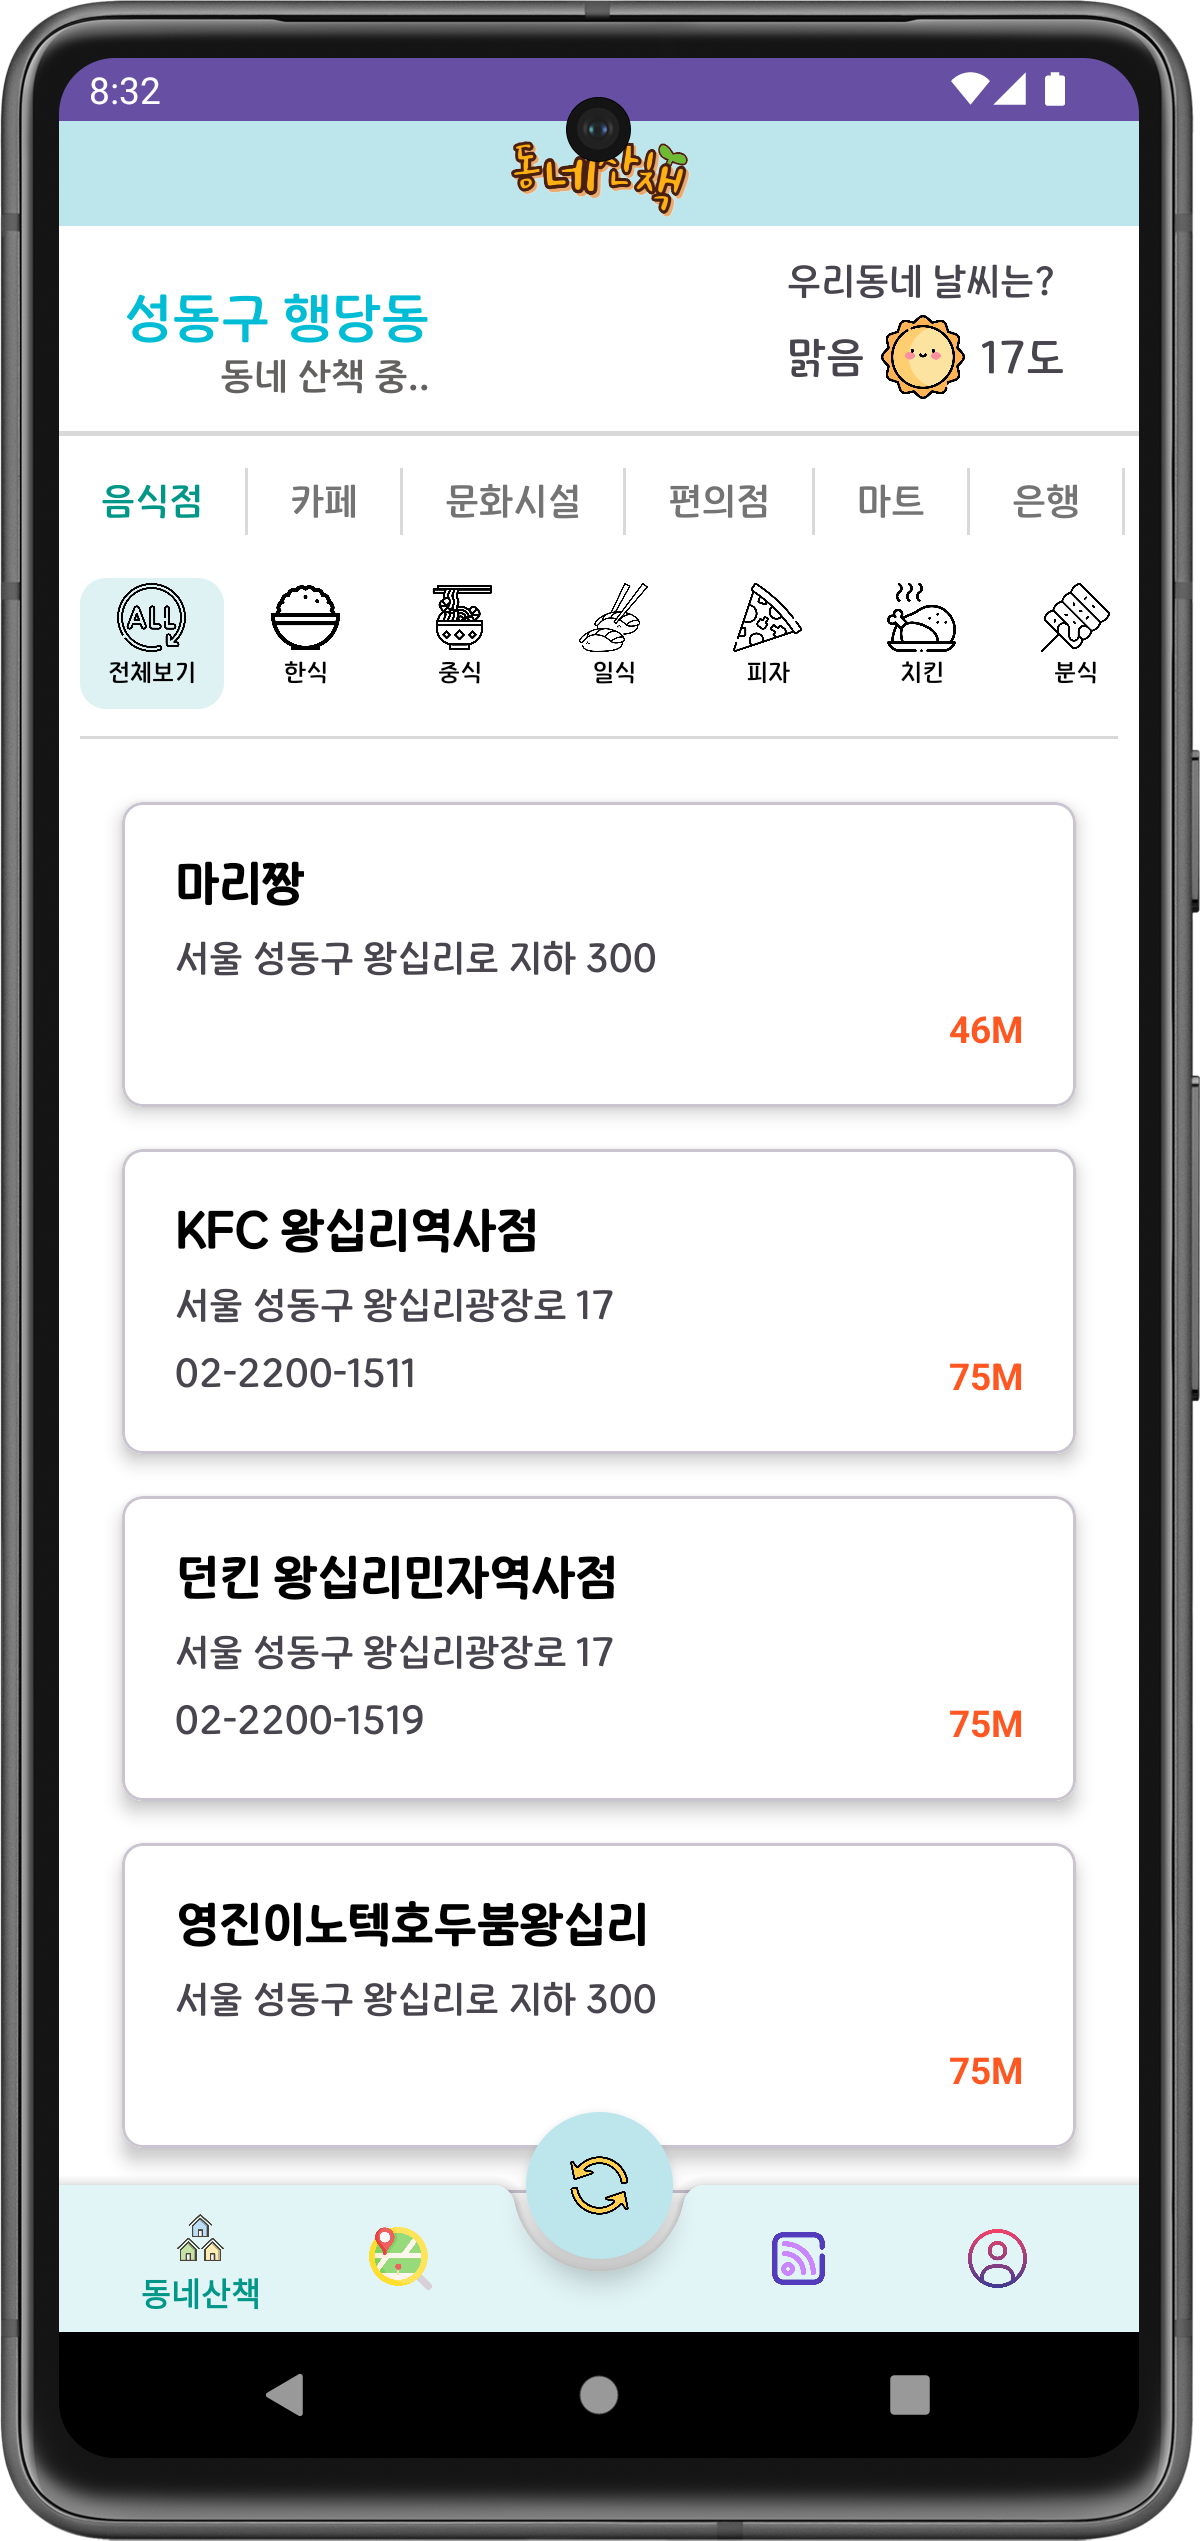 8:32
동네산책
우리동네 날씨는?
성동구 행당동
맑음 17도
동네 산책 중..
음식점 카페 문화시설 편의점 마트 은행
ALL
전체보기 한식 중식 일식 피자 치킨 분식
마리짱
서울 성동구 왕십리로 지하 300
46M
KFC 왕십리역사점
서울 성동구 왕십리광장로 17
02-2200-1511
75M
던킨 왕십리민자역사점
서울 성동구 왕십리광장로 17
02-2200-1519
75M
영진이노텍호두붐왕십리
서울 성동구 왕십리로 지하 300
75M
동네산책